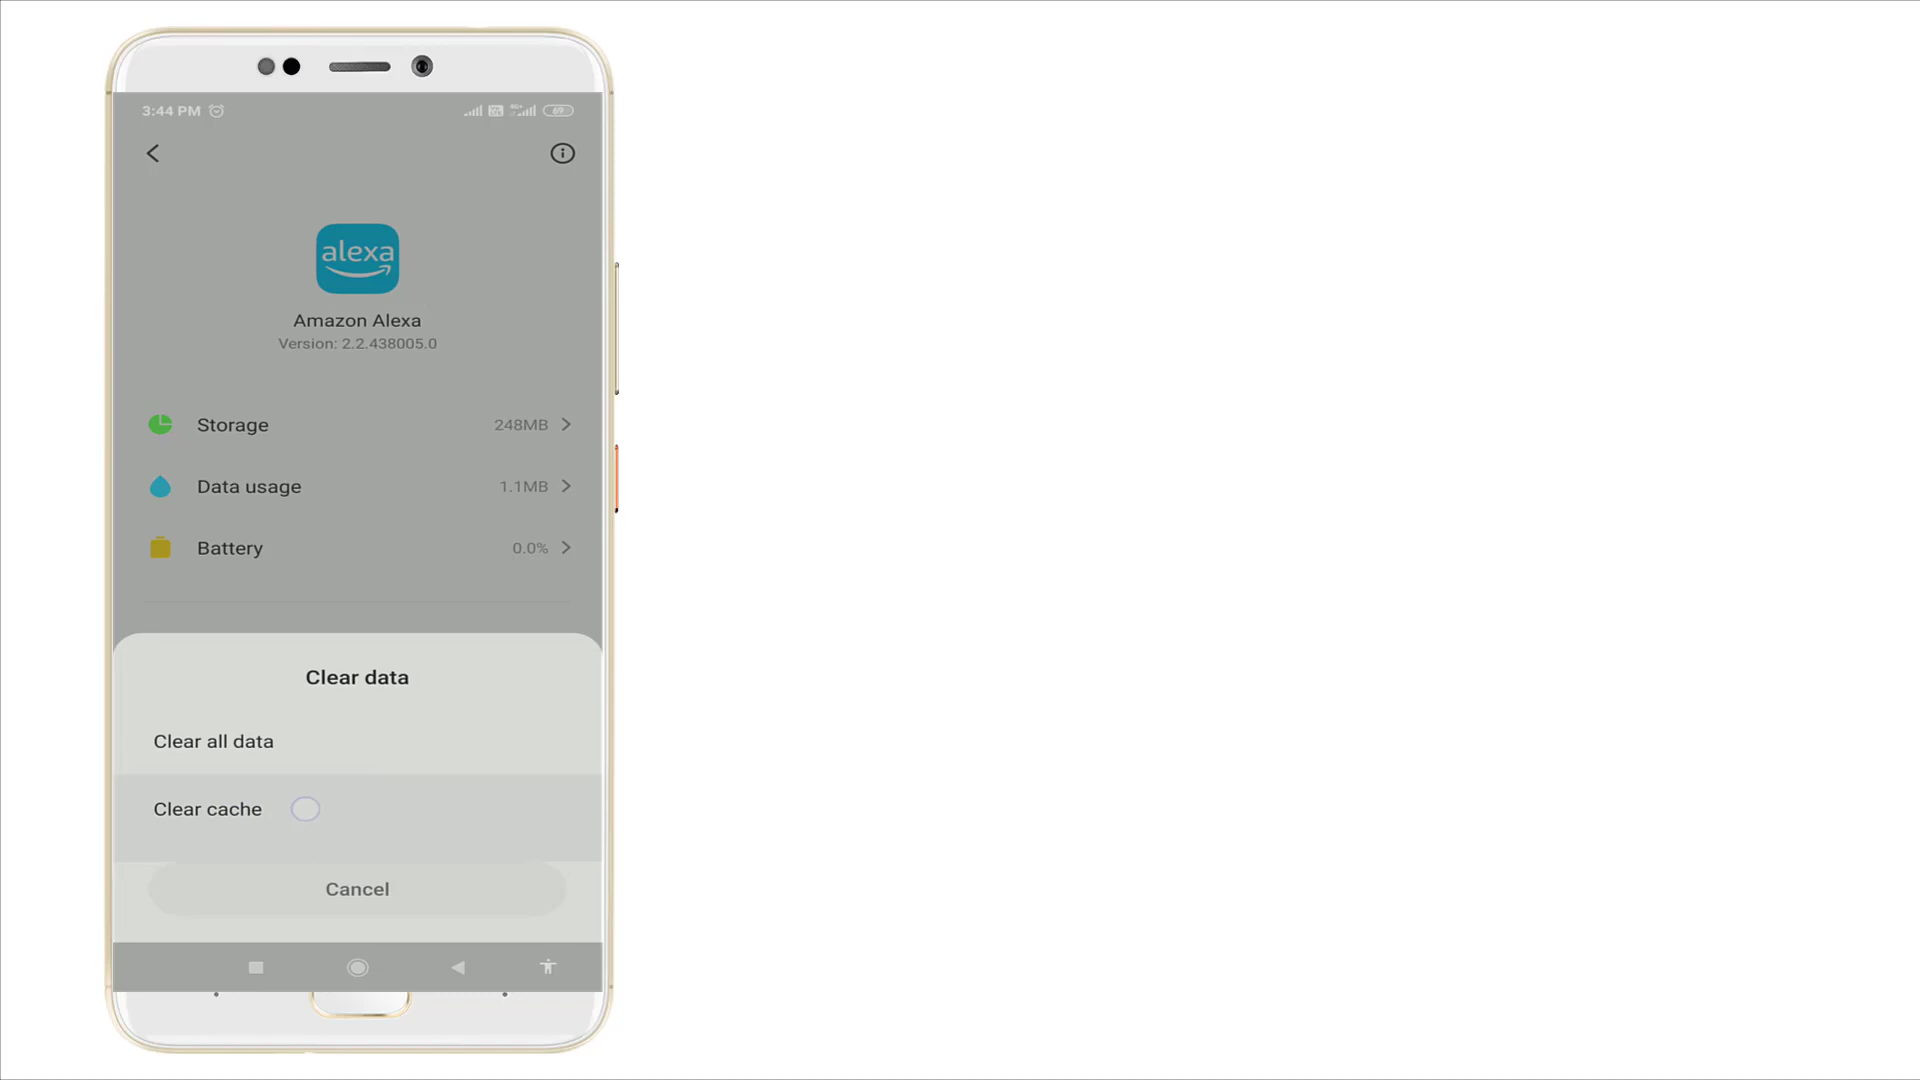 3:44 PM
69
alexa
Amazon Alexa
Version: 2.2.438005.0
Storage 248MB
Data usage 1.1MB
Battery 0.0%
Clear data
Clear all data
Clear cache
Cancel